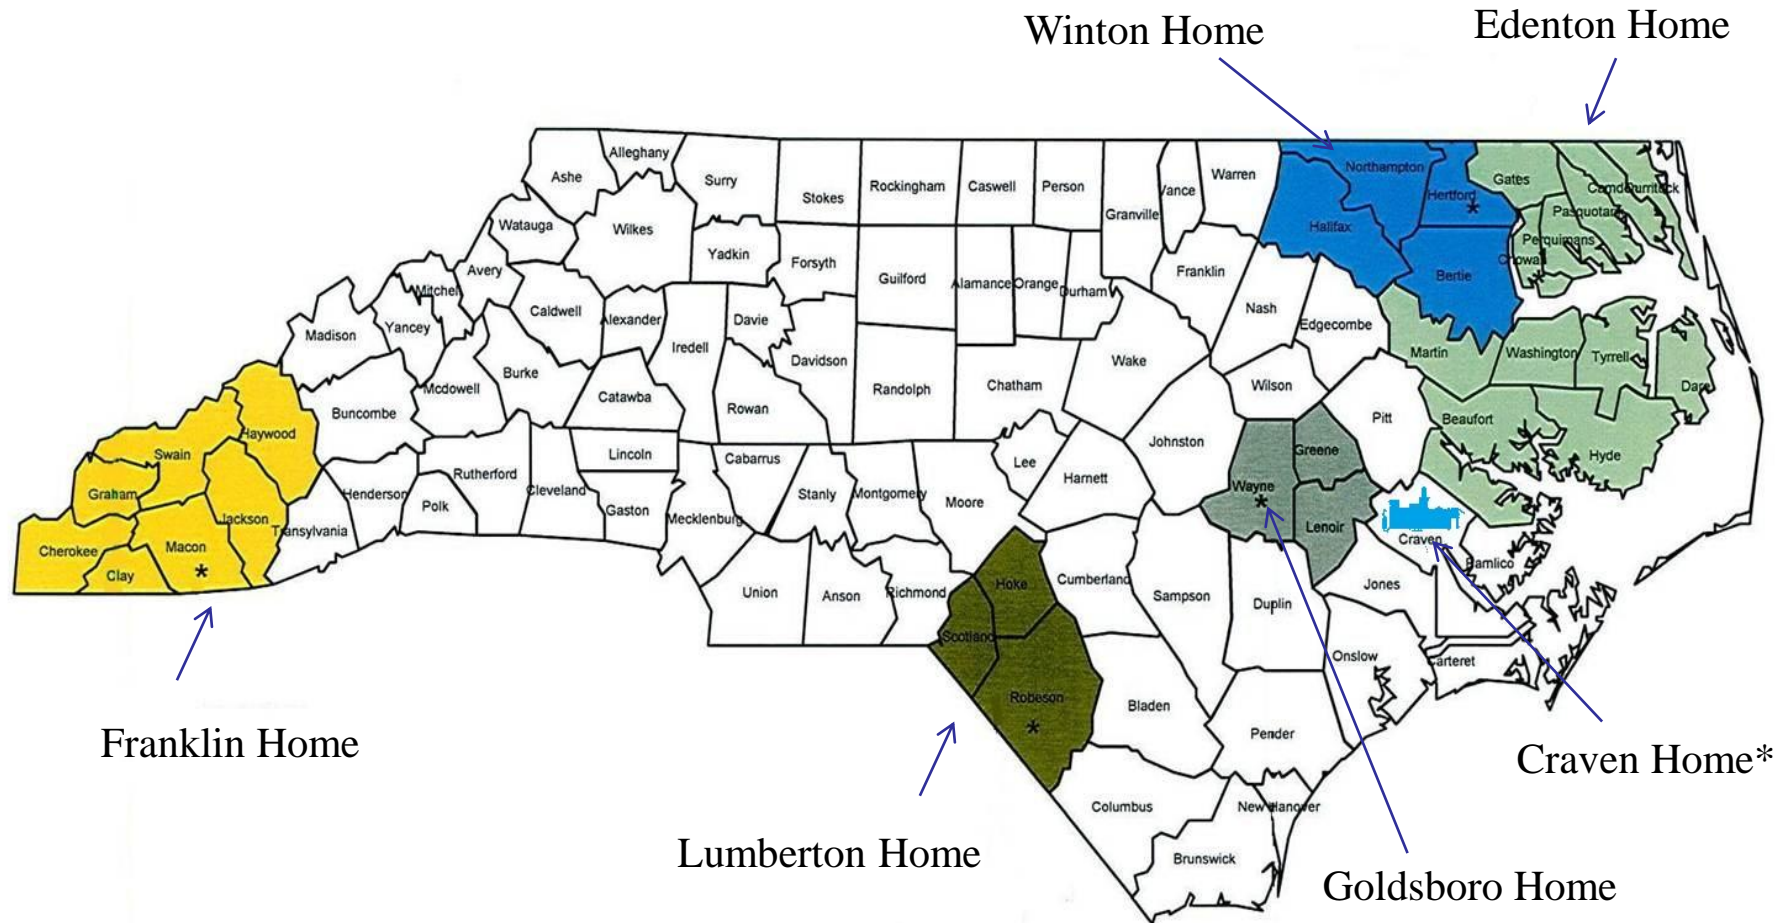 Winton Home
Edenton Home
Alleghany
Ashe
Surry
Stokes
Rockingham
Caswell
Person
Granville
Vance
Warren
Northampton
Hertford
*
Gates
Camden
Currituck
Pasquotank
Perquimans
Chowan
*
Halifax
Bertie
Watauga
Wilkes
Yadkin
Forsyth
Guilford
Alamance
Orange
Durham
Franklin
Nash
Edgecombe
Martin
Washington
Tyrrell
Dare
Avery
Mitchel
Caldwell
Alexander
Davie
Iredell
Davidson
Randolph
Chatham
Wake
Wilson
Madison
Yancey
Mcdowell
Burke
Catawba
Rowan
Buncombe
Pitt
Beaufort
Hyde
Haywood
Swain
Graham
Jackson
Cherokee
Macon
*
Clay
Transylvania
Henderson
Polk
Rutherford
Cleveland
Lincoln
Gaston
Mecklenburg
Cabarrus
Stanly
Montgomery
Moore
Lee
Harnett
Johnston
Wayne
*
Greene
Lenoir
Craven
Pamlico
Jones
Union
Anson
Richmond
Hoke
Scotland
Cumberland
Sampson
Duplin
Onslow
Carteret
Robeson
*
Bladen
Pender
Columbus
New Hanover
Brunswick
Franklin Home
Lumberton Home
Craven Home*
Goldsboro Home